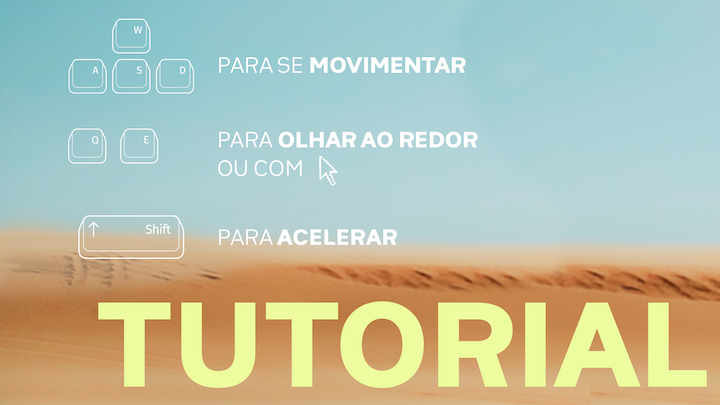 W
A S D
PARA SE MOVIMENTAR
Q E
PARA OLHAR AO REDOR
OU COM
↑ Shift
PARA ACELERAR
TUTORIAL